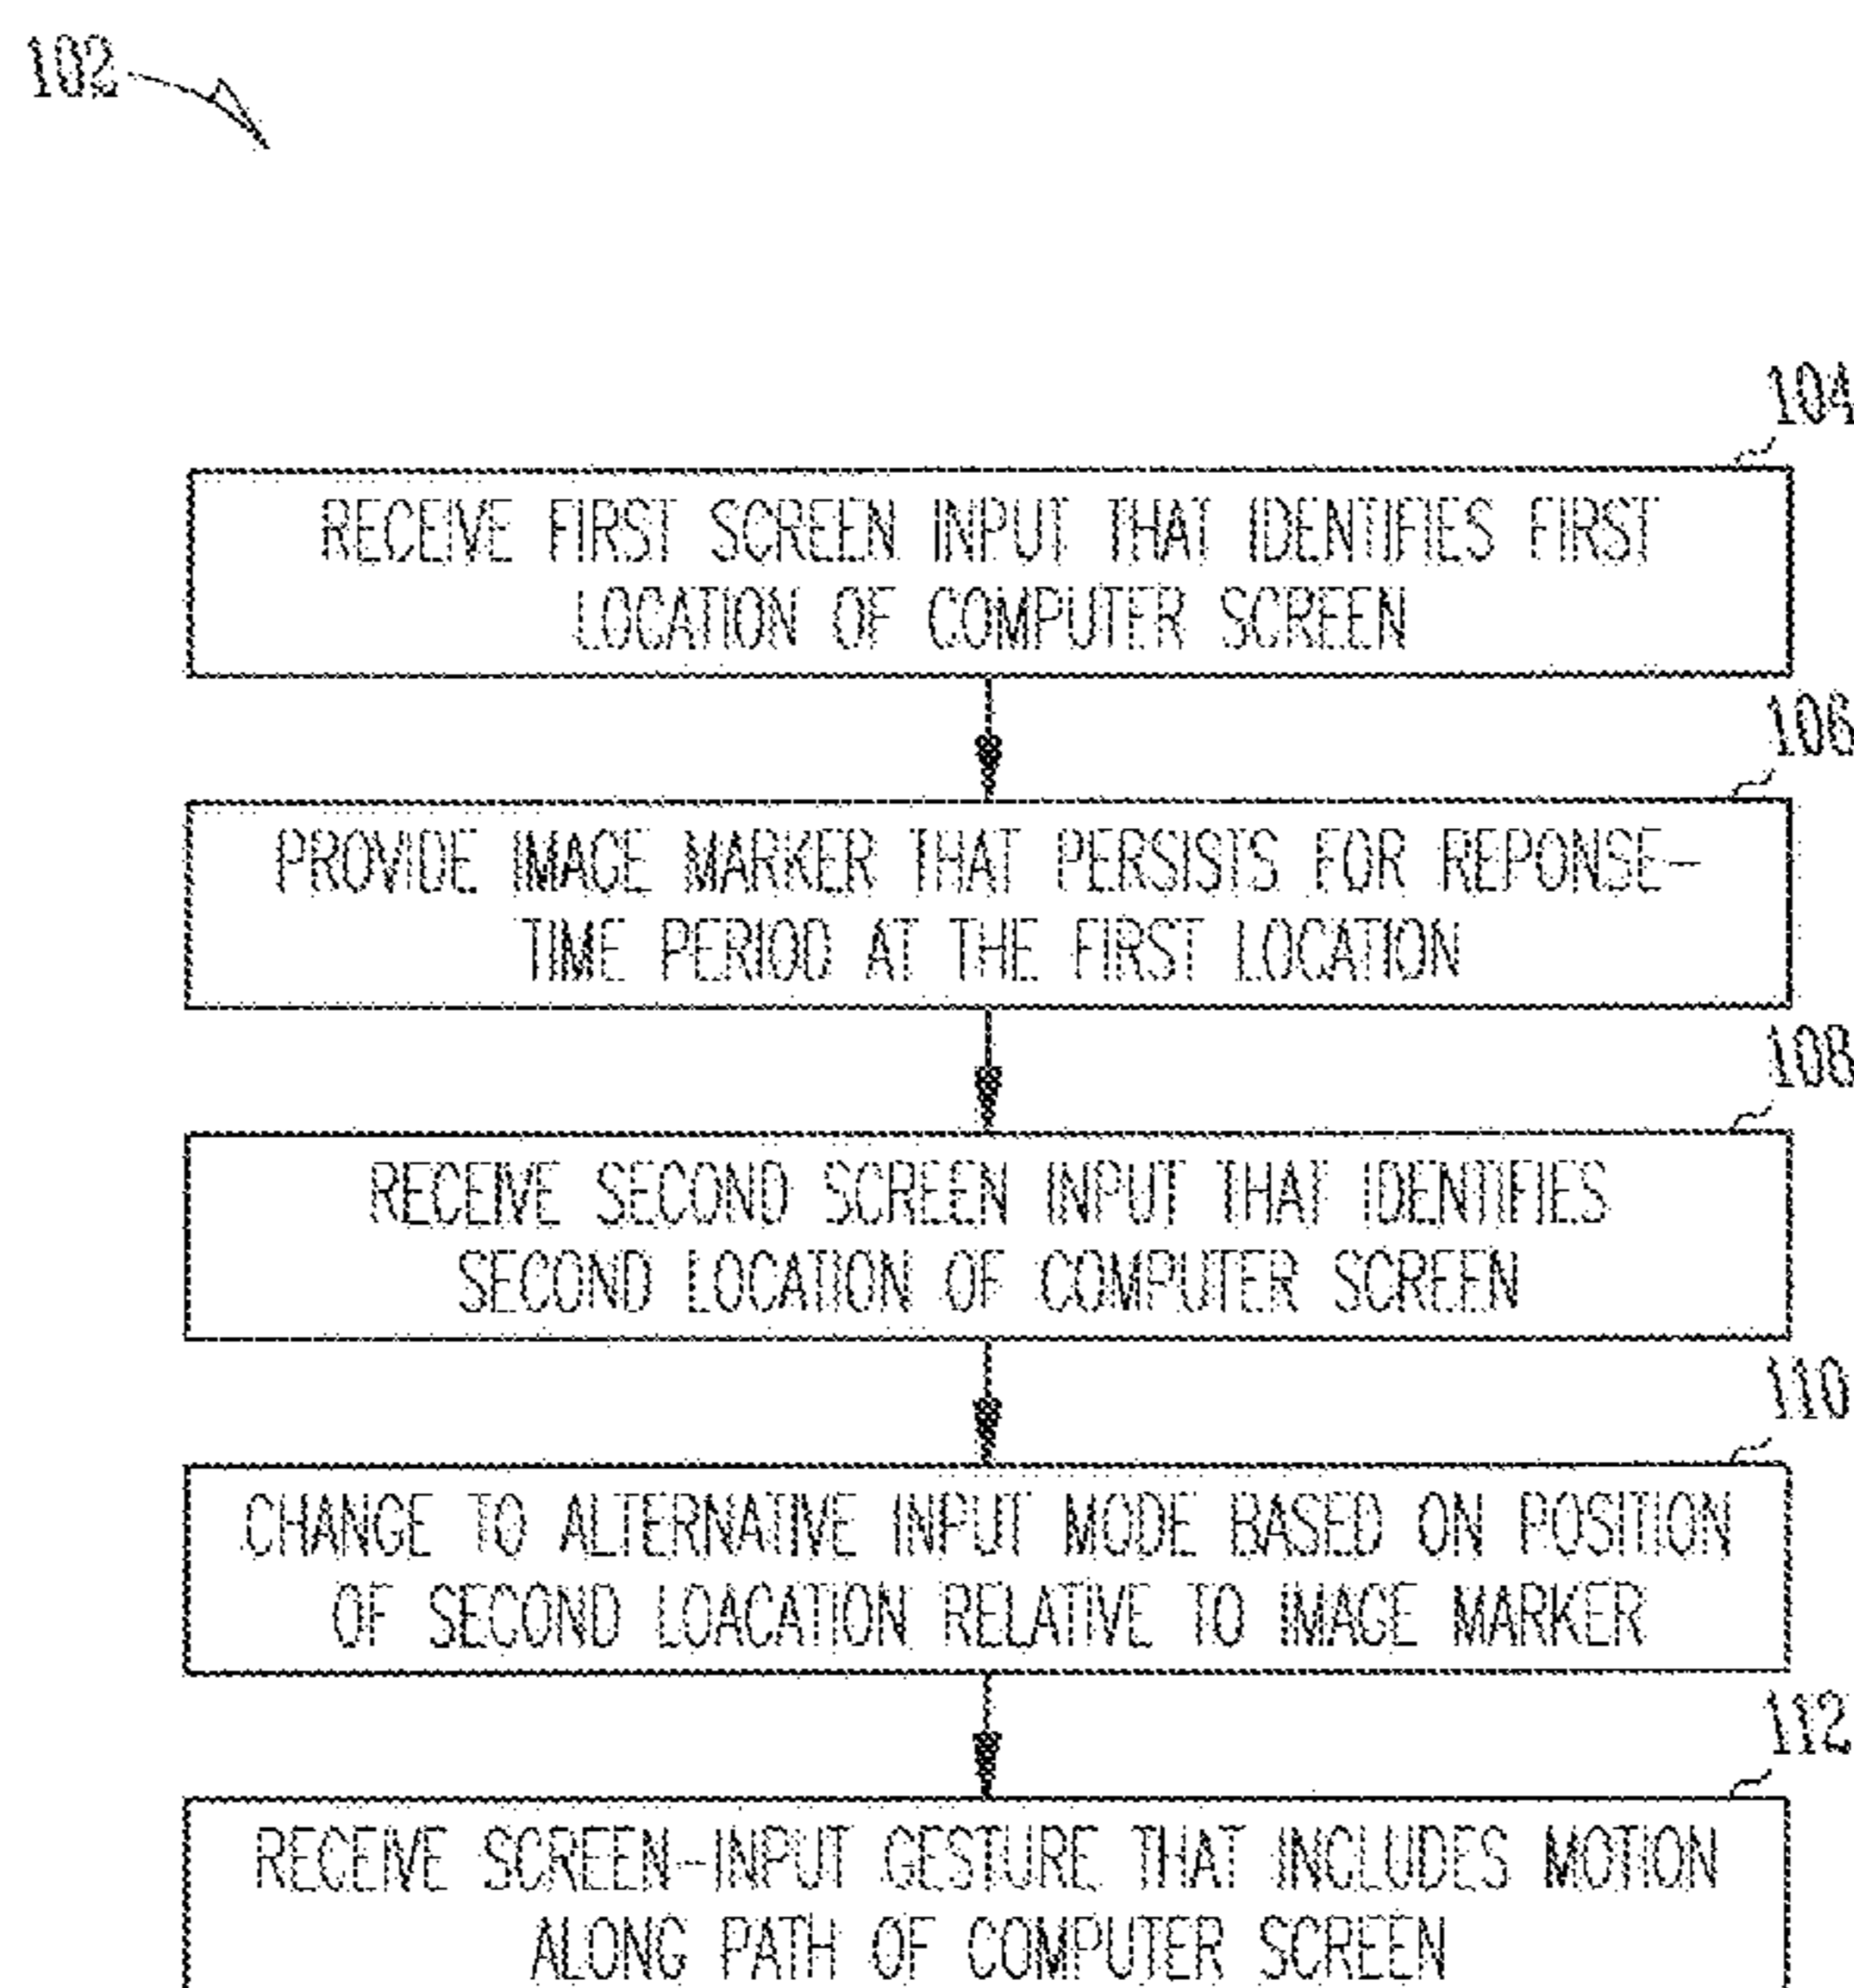 102
104
RECEIVE FIRST SCREEN INPUT THAT IDENTIFIES FIRST
LOCATION OF COMPUTER SCREEN
106
PROVIDE IMAGE MARKER THAT PERSISTS FOR REPONSE-
TIME PERIOD AT THE FIRST LOCATION
108
RECEIVE SECOND SCREEN INPUT THAT IDENTIFIES
SECOND LOCATION OF COMPUTER SCREEN
110
CHANGE TO ALTERNATIVE INPUT MODE BASED ON POSITION
OF SECOND LOACATION RELATIVE TO IMAGE MARKER
112
RECEIVE SCREEN-INPUT GESTURE THAT INCLUDES MOTION
ALONG PATH OF COMPUTER SCREEN